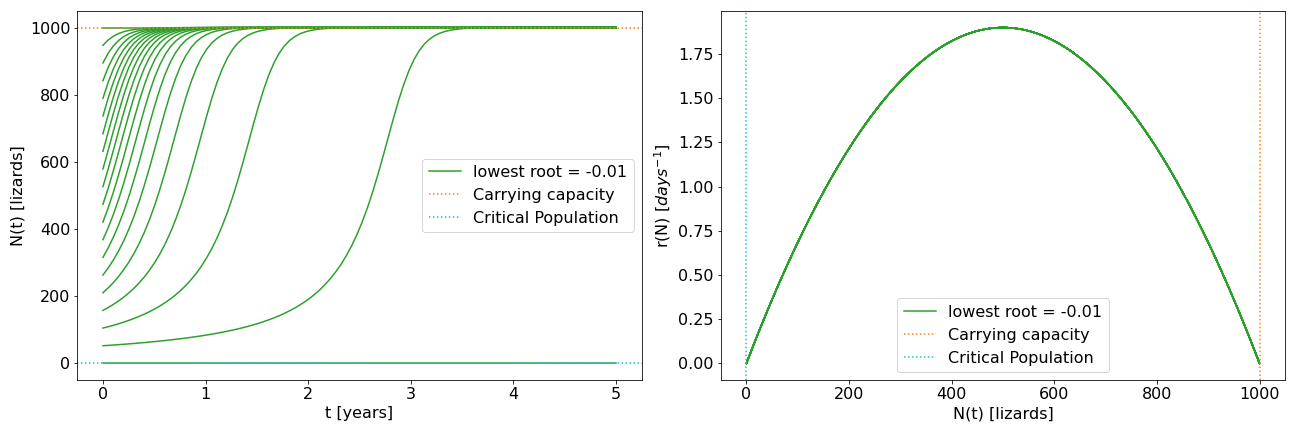 1000
800
600
400
200
0
N(t) [lizards]
0 1 2 3 4 5
t [years]
lowest root = -0.01
Carrying capacity
Critical Population
1.75
1.50
1.25
1.00
0.75
0.50
0.25
0.00
r(N) [days⁻¹]
0 200 400 600 800 1000
N(t) [lizards]
lowest root = -0.01
Carrying capacity
Critical Population